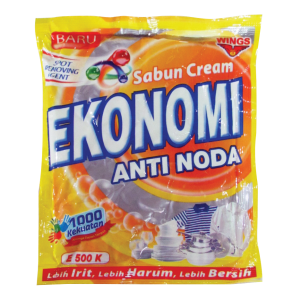 BARU
WINGS
SPOT
REMOVING
AGENT
Sabun Cream
EKONOMI
ANTI NODA
1000
Kekuatan
E 500 K
Lebih Irit, Lebih Harum, Lebih Bersih